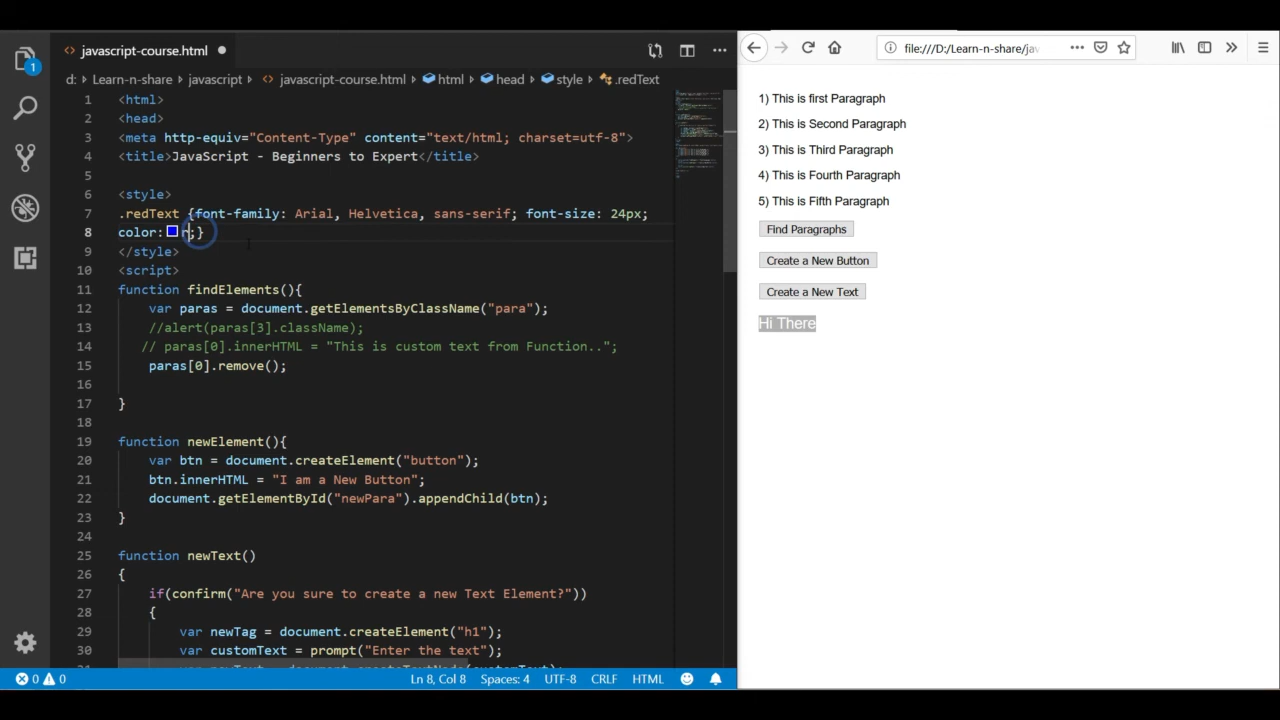 javascript-course.html
d: Learn-n-share javascript javascript-course.html html head style .redText
1 <html>
2 <head>
3 <meta http-equiv="Content-Type" content="text/html; charset=utf-8">
4 <title>JavaScript - Beginners to Expert</title>
5
6 <style>
7 .redText {font-family: Arial, Helvetica, sans-serif; font-size: 24px;
8 color: r;}
9 </style>
10 <script>
11 function findElements(){
12 var paras = document.getElementsByClassName("para");
13 //alert(paras[3].className);
14 // paras[0].innerHTML = "This is custom text from Function..";
15 paras[0].remove();
16
17 }
18
19 function newElement(){
20 var btn = document.createElement("button");
21 btn.innerHTML = "I am a New Button";
22 document.getElementById("newPara").appendChild(btn);
23 }
24
25 function newText()
26 {
27 if(confirm("Are you sure to create a new Text Element?"))
28 {
29 var newTag = document.createElement("h1");
30 var customText = prompt("Enter the text");
1
0 0
Ln 8, Col 8 Spaces: 4 UTF-8 CRLF HTML
file:///D:/Learn-n-share/jav
1) This is first Paragraph
2) This is Second Paragraph
3) This is Third Paragraph
4) This is Fourth Paragraph
5) This is Fifth Paragraph
Find Paragraphs
Create a New Button
Create a New Text
Hi There